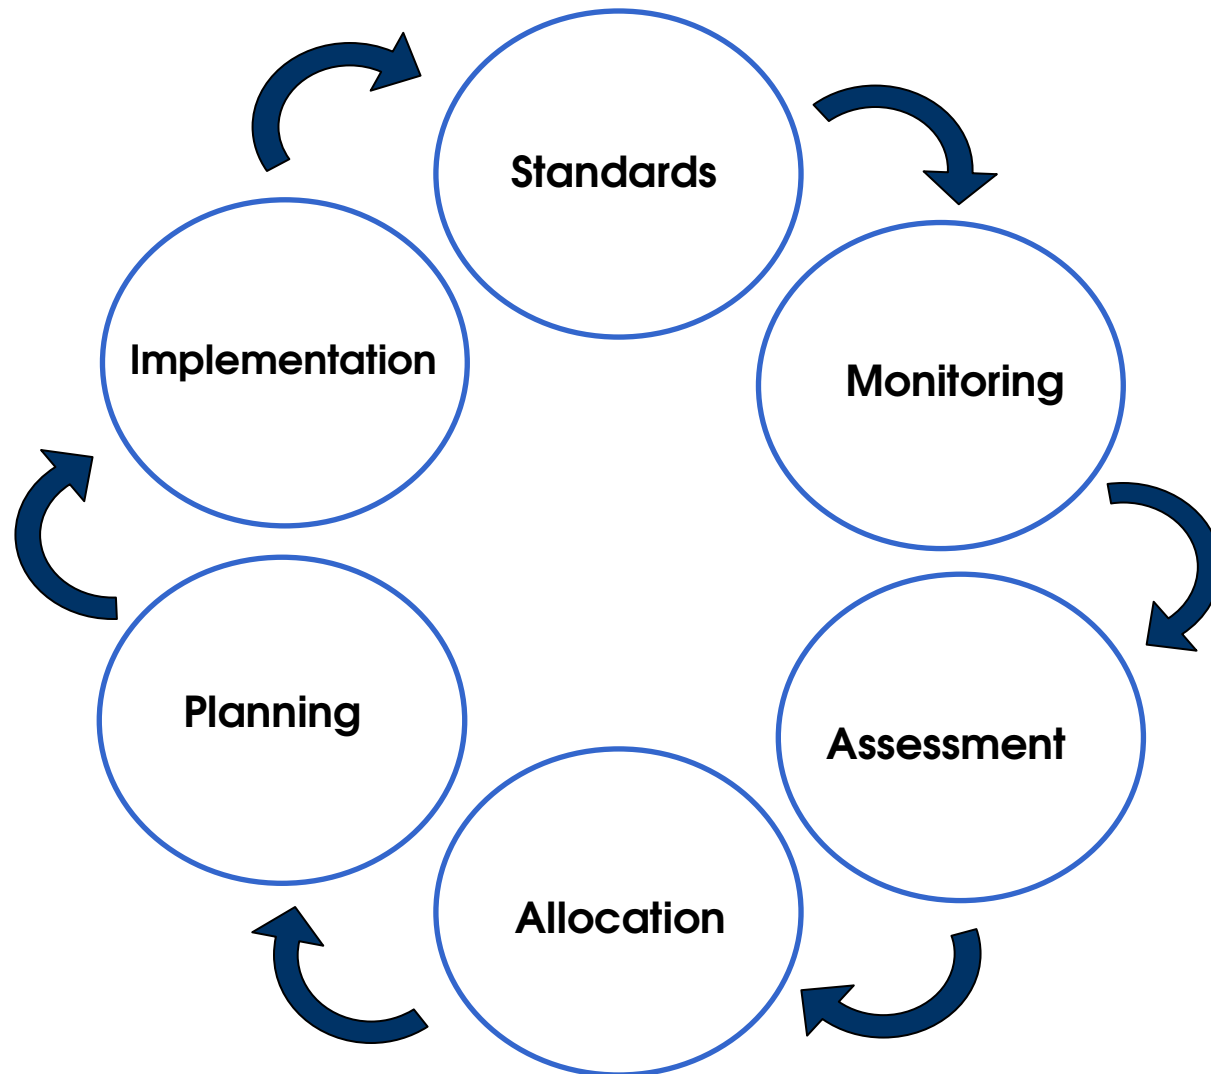 Standards
Monitoring
Assessment
Allocation
Planning
Implementation